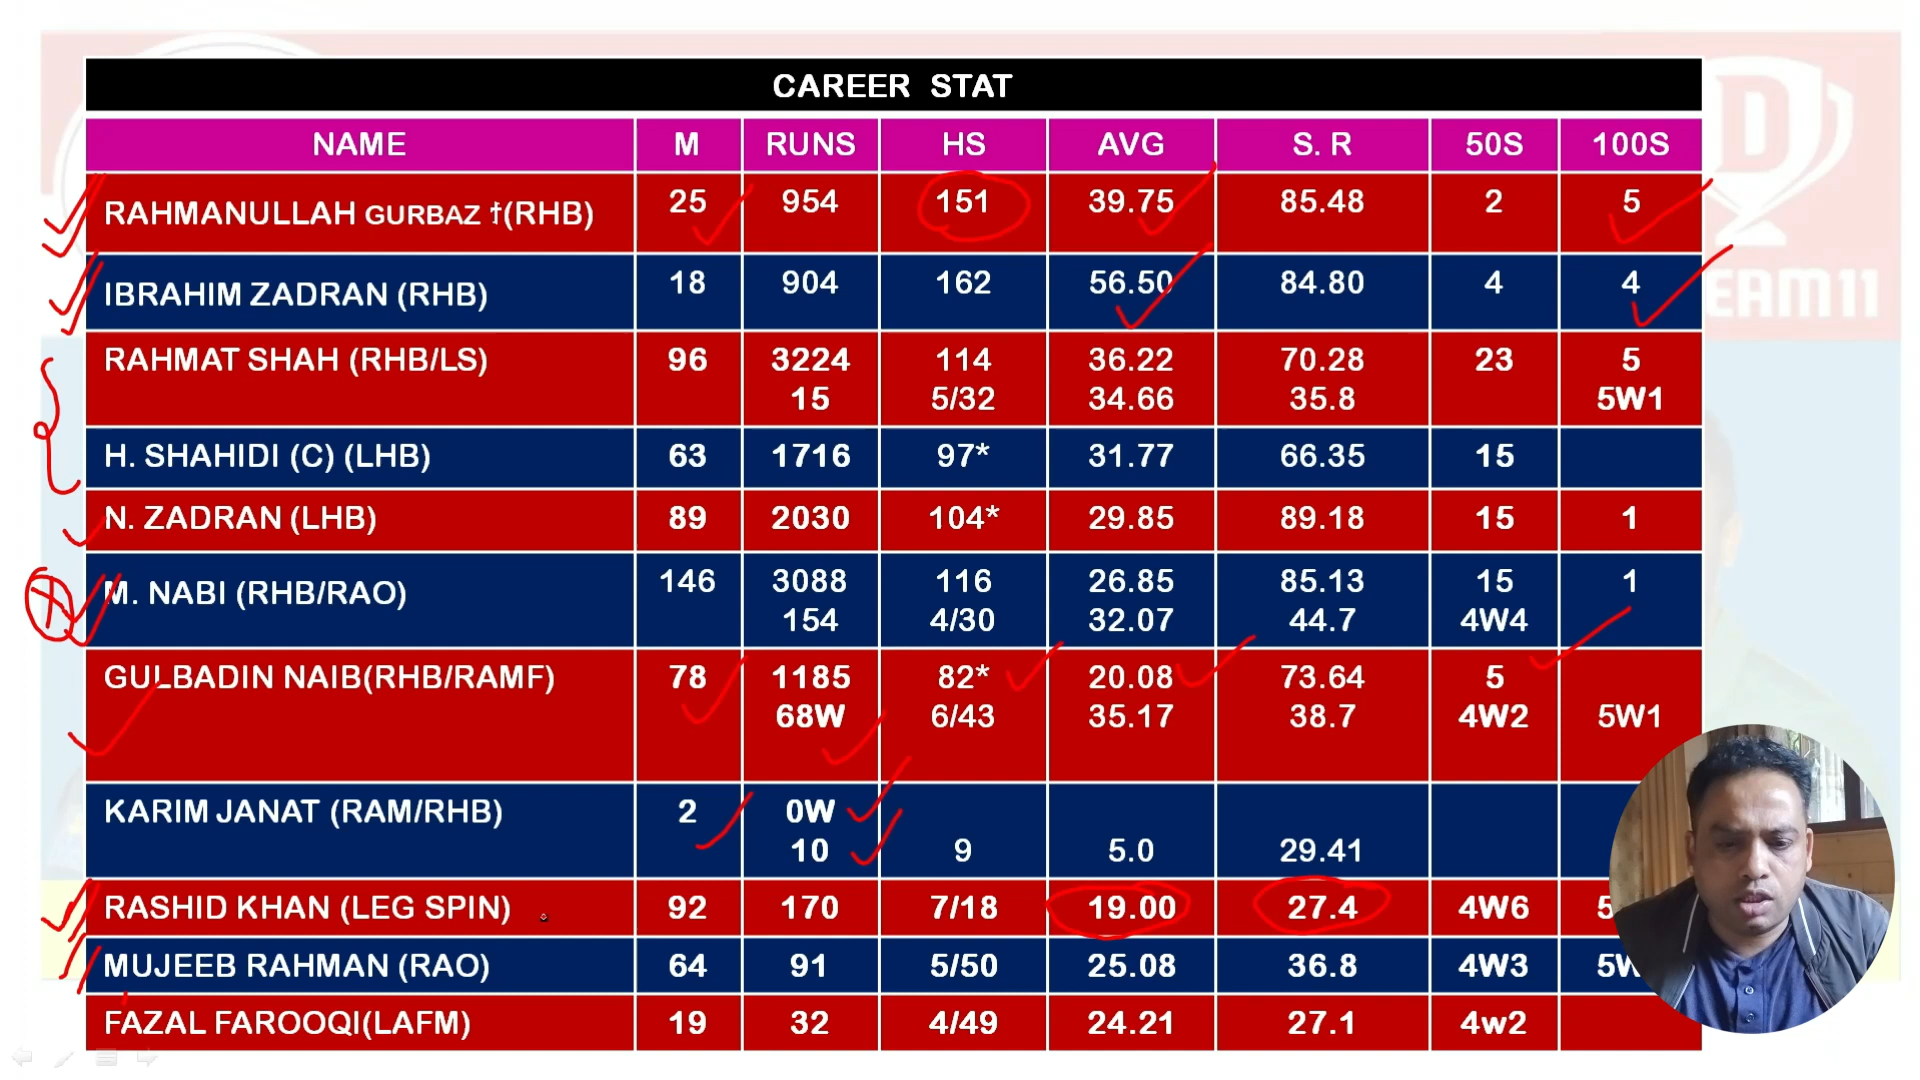 CAREER STAT
NAME M RUNS HS AVG S. R 50S 100S
RAHMANULLAH GURBAZ (RHB) 25 954 151 39.75 85.48 2 5
IBRAHIM ZADRAN (RHB) 18 904 162 56.50 84.80 4 4
RAHMAT SHAH (RHB/LS) 96 3224 114 36.22 70.28 23 5
15 5/32 34.66 35.8 5W1
H. SHAHIDI (C) (LHB) 63 1716 97* 31.77 66.35 15
N. ZADRAN (LHB) 89 2030 104* 29.85 89.18 15 1
M. NABI (RHB/RAO) 146 3088 116 26.85 85.13 15 1
154 4/30 32.07 44.7 4W4
GULBADIN NAIB(RHB/RAMF) 78 1185 82* 20.08 73.64 5
68W 6/43 35.17 38.7 4W2 5W1
KARIM JANAT (RAM/RHB) 2 0W
10 9 5.0 29.41
RASHID KHAN (LEG SPIN) 92 170 7/18 19.00 27.4 4W6
MUJEEB RAHMAN (RAO) 64 91 5/50 25.08 36.8 4W3
FAZAL FAROOQI(LAFM) 19 32 4/49 24.21 27.1 4w2